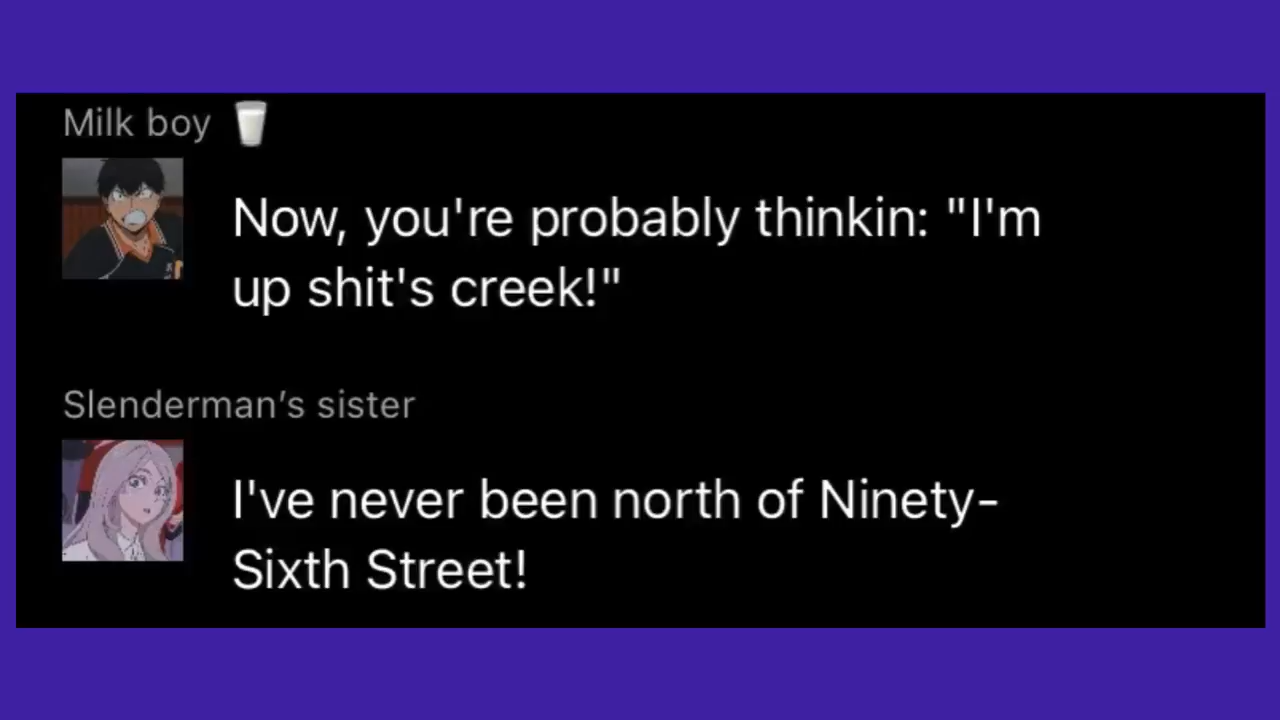 Milk boy 🥛
Now, you're probably thinkin: "I'm
up shit's creek!"
Slenderman’s sister
I've never been north of Ninety-
Sixth Street!